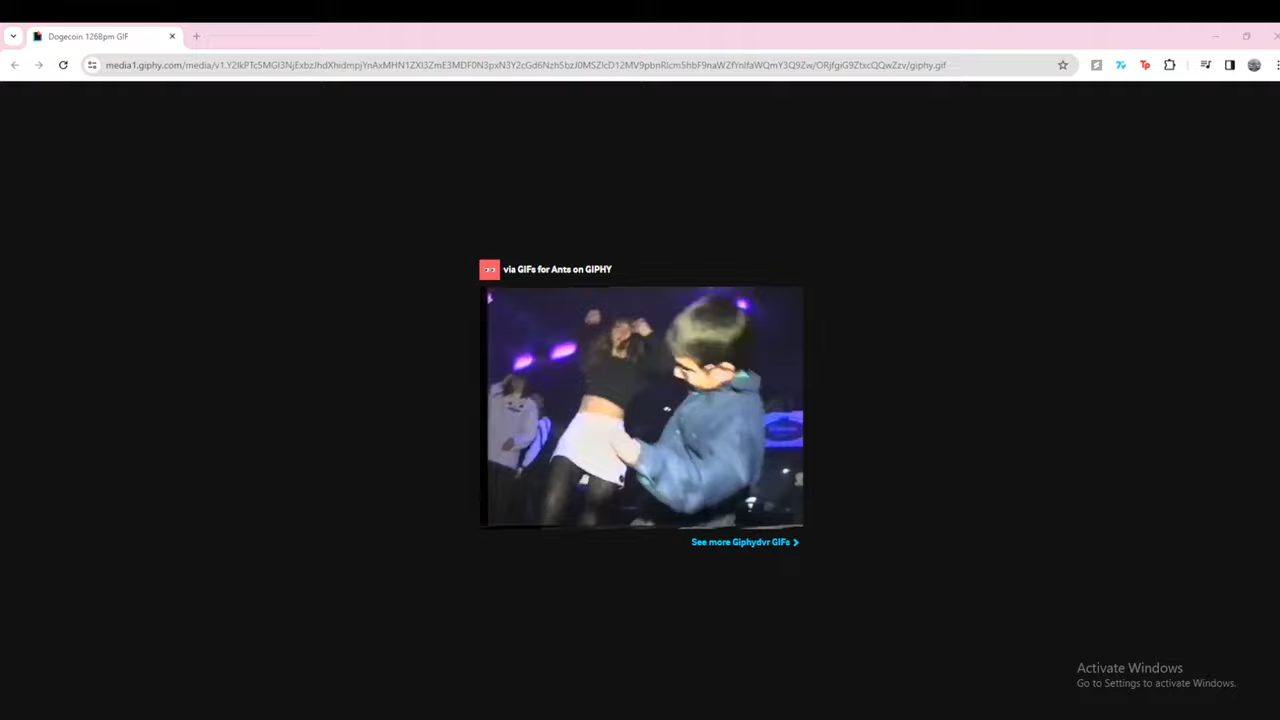 Dogecoin 126Bpm GIF
via GIFs for Ants on GIPHY
See more Giphydvr GIFs
Activate Windows
Go to Settings to activate Windows.